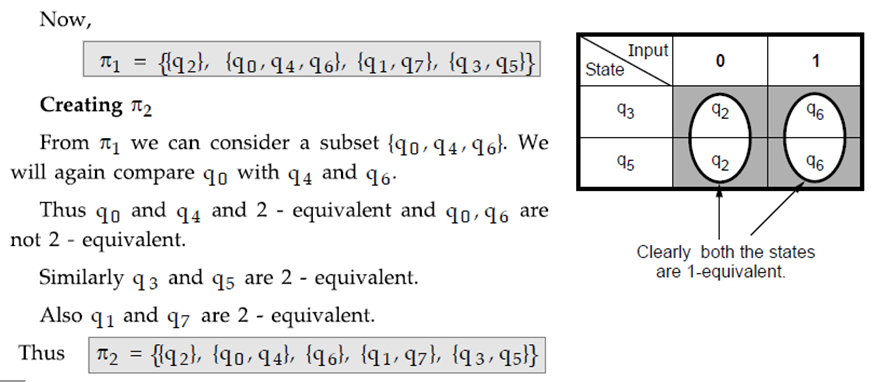 Now,
π₁ = {{q₂}, {q₀, q₄, q₆}, {q₁, q₇}, {q₃, q₅}}
Creating π₂
From π₁ we can consider a subset {q₀, q₄, q₆}. We
will again compare q₀ with q₄ and q₆.
Thus q₀ and q₄ and 2 - equivalent and q₀, q₆ are
not 2 - equivalent.
Similarly q₃ and q₅ are 2 - equivalent.
Also q₁ and q₇ are 2 - equivalent.
Thus π₂ = {{q₂}, {q₀, q₄}, {q₆}, {q₁, q₇}, {q₃, q₅}}
Input
State 0 1
q₃ q₂ q₆
q₅ q₂ q₆
Clearly both the states
are 1-equivalent.